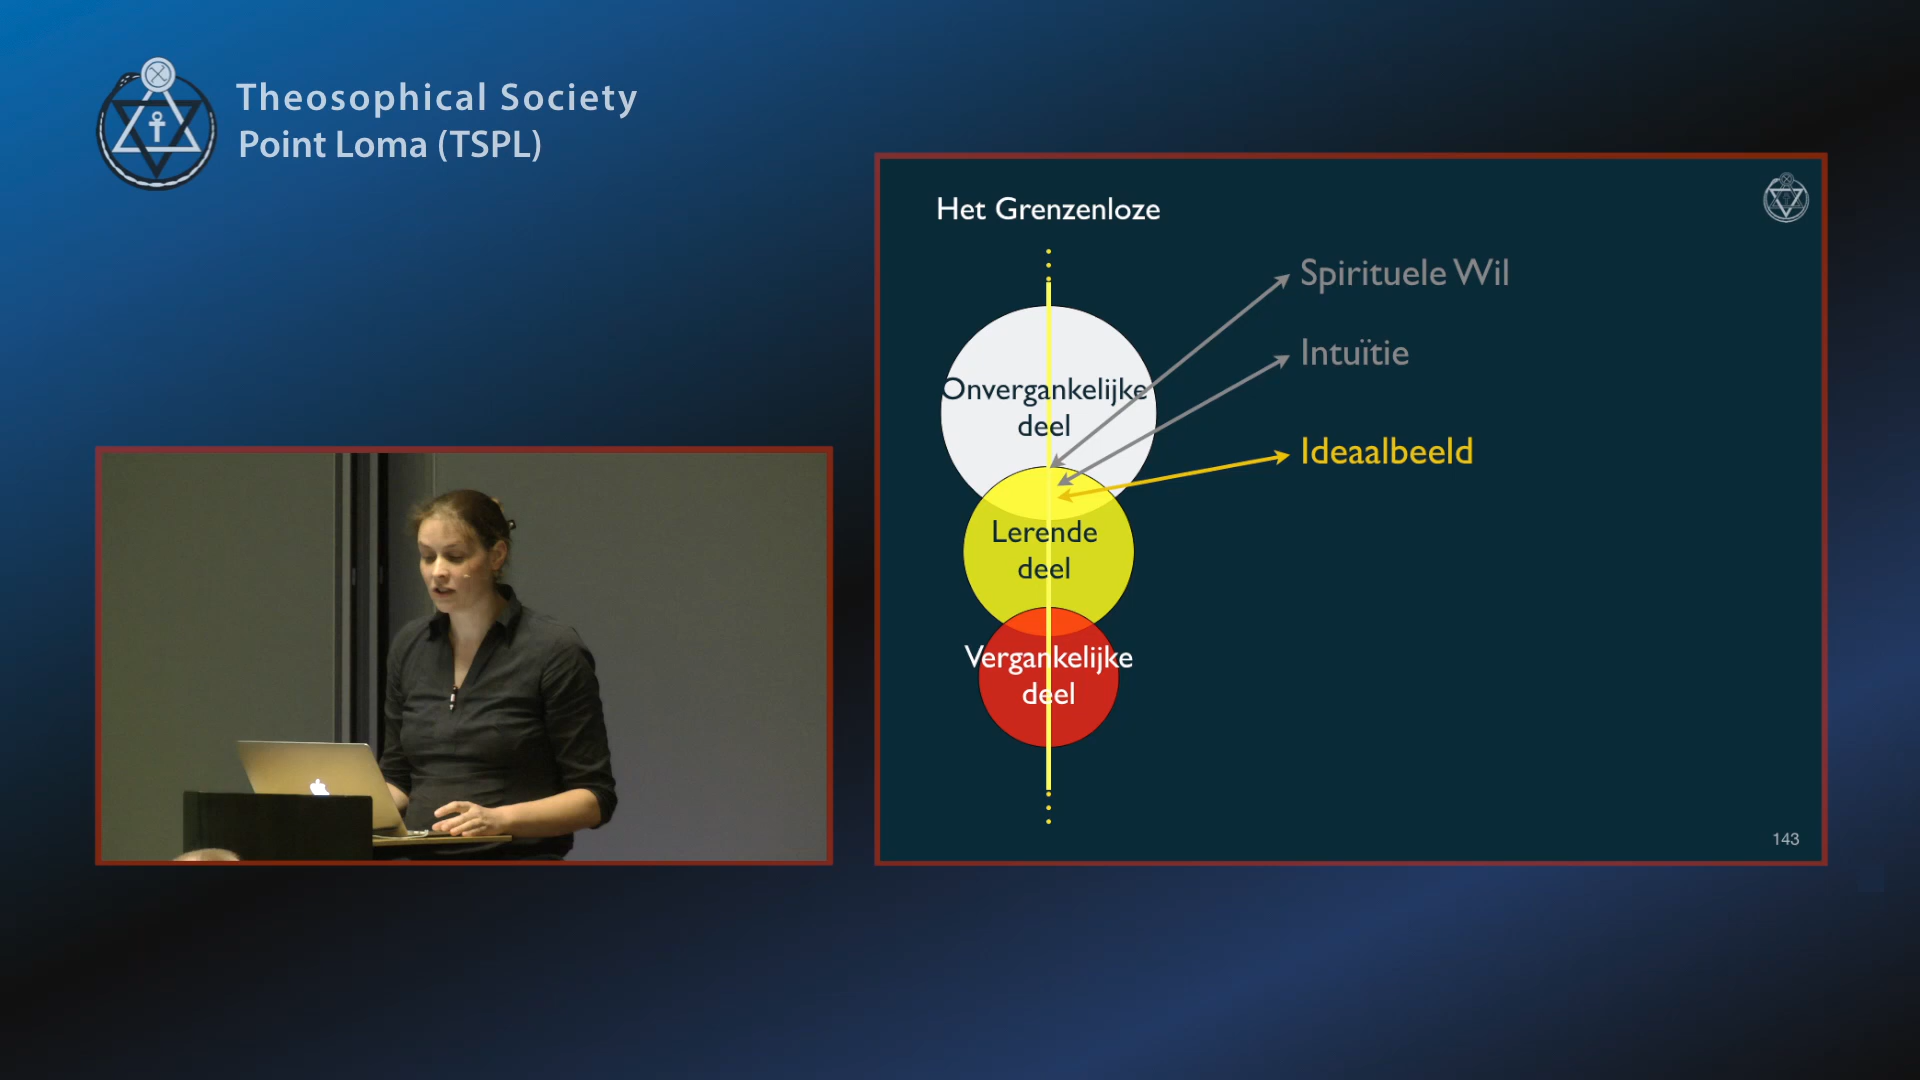 Theosophical Society
Point Loma (TSPL)
Het Grenzenloze
Spirituele Wil
Intuïtie
Ideaalbeeld
Onvergankelijke
deel
Lerende
deel
Vergankelijke
deel
143